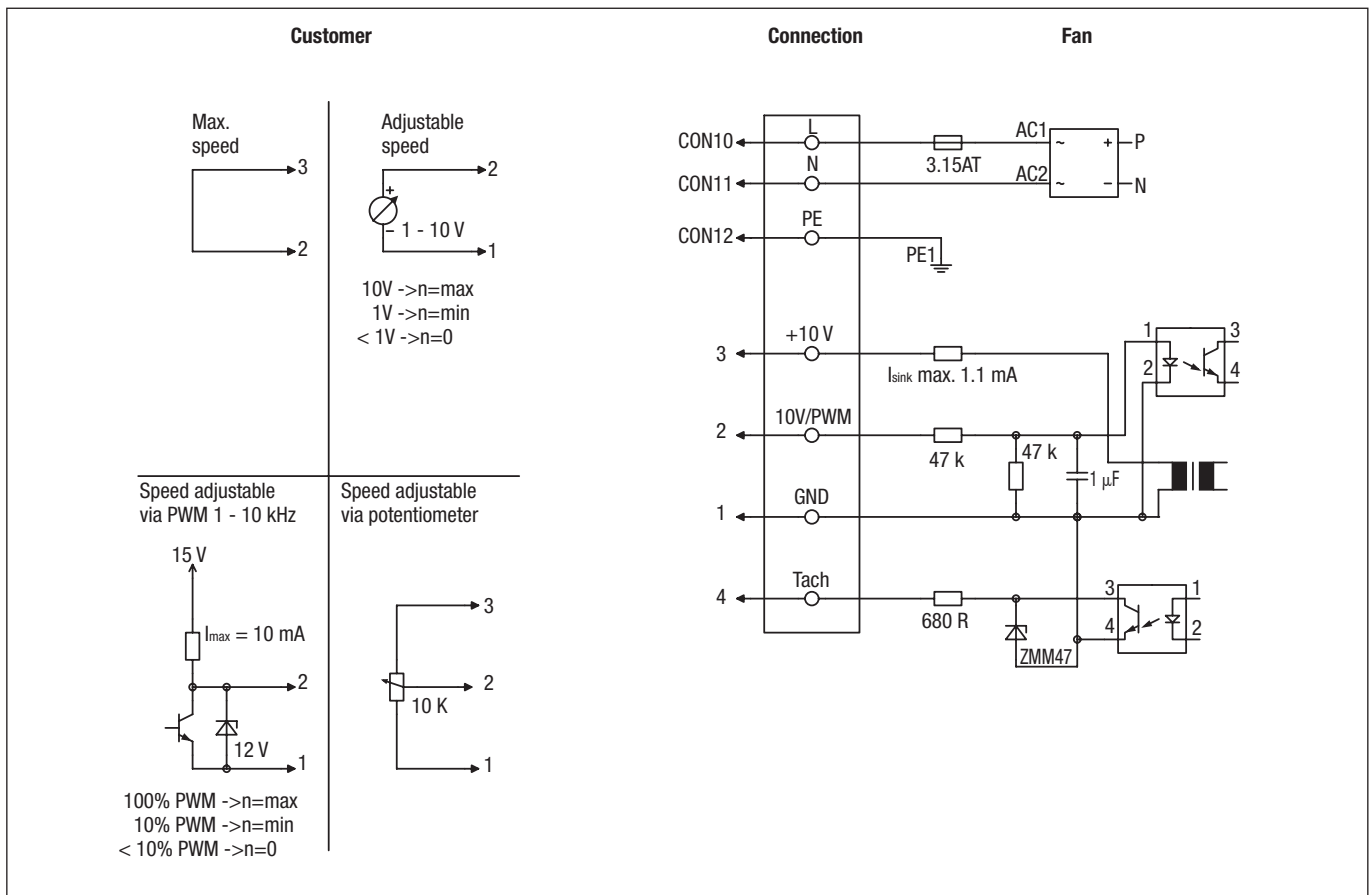 Customer
Connection
Fan
Max.
speed
3
2
Adjustable
speed
2
+
– 1 - 10 V
1
10V ->n=max
1V ->n=min
< 1V ->n=0
Speed adjustable
via PWM 1 - 10 kHz
15 V
Imax = 10 mA
2
12 V
1
100% PWM ->n=max
10% PWM ->n=min
< 10% PWM ->n=0
Speed adjustable
via potentiometer
3
2
10 K
1
CON10
L
3.15AT
AC1
~
+
P
CON11
N
AC2
~
–
N
CON12
PE
PE1
3
+10 V
Isink max. 1.1 mA
1
2
3
4
2
10V/PWM
47 k
47 k
1 μF
1
GND
4
Tach
680 R
ZMM47
3
4
1
2